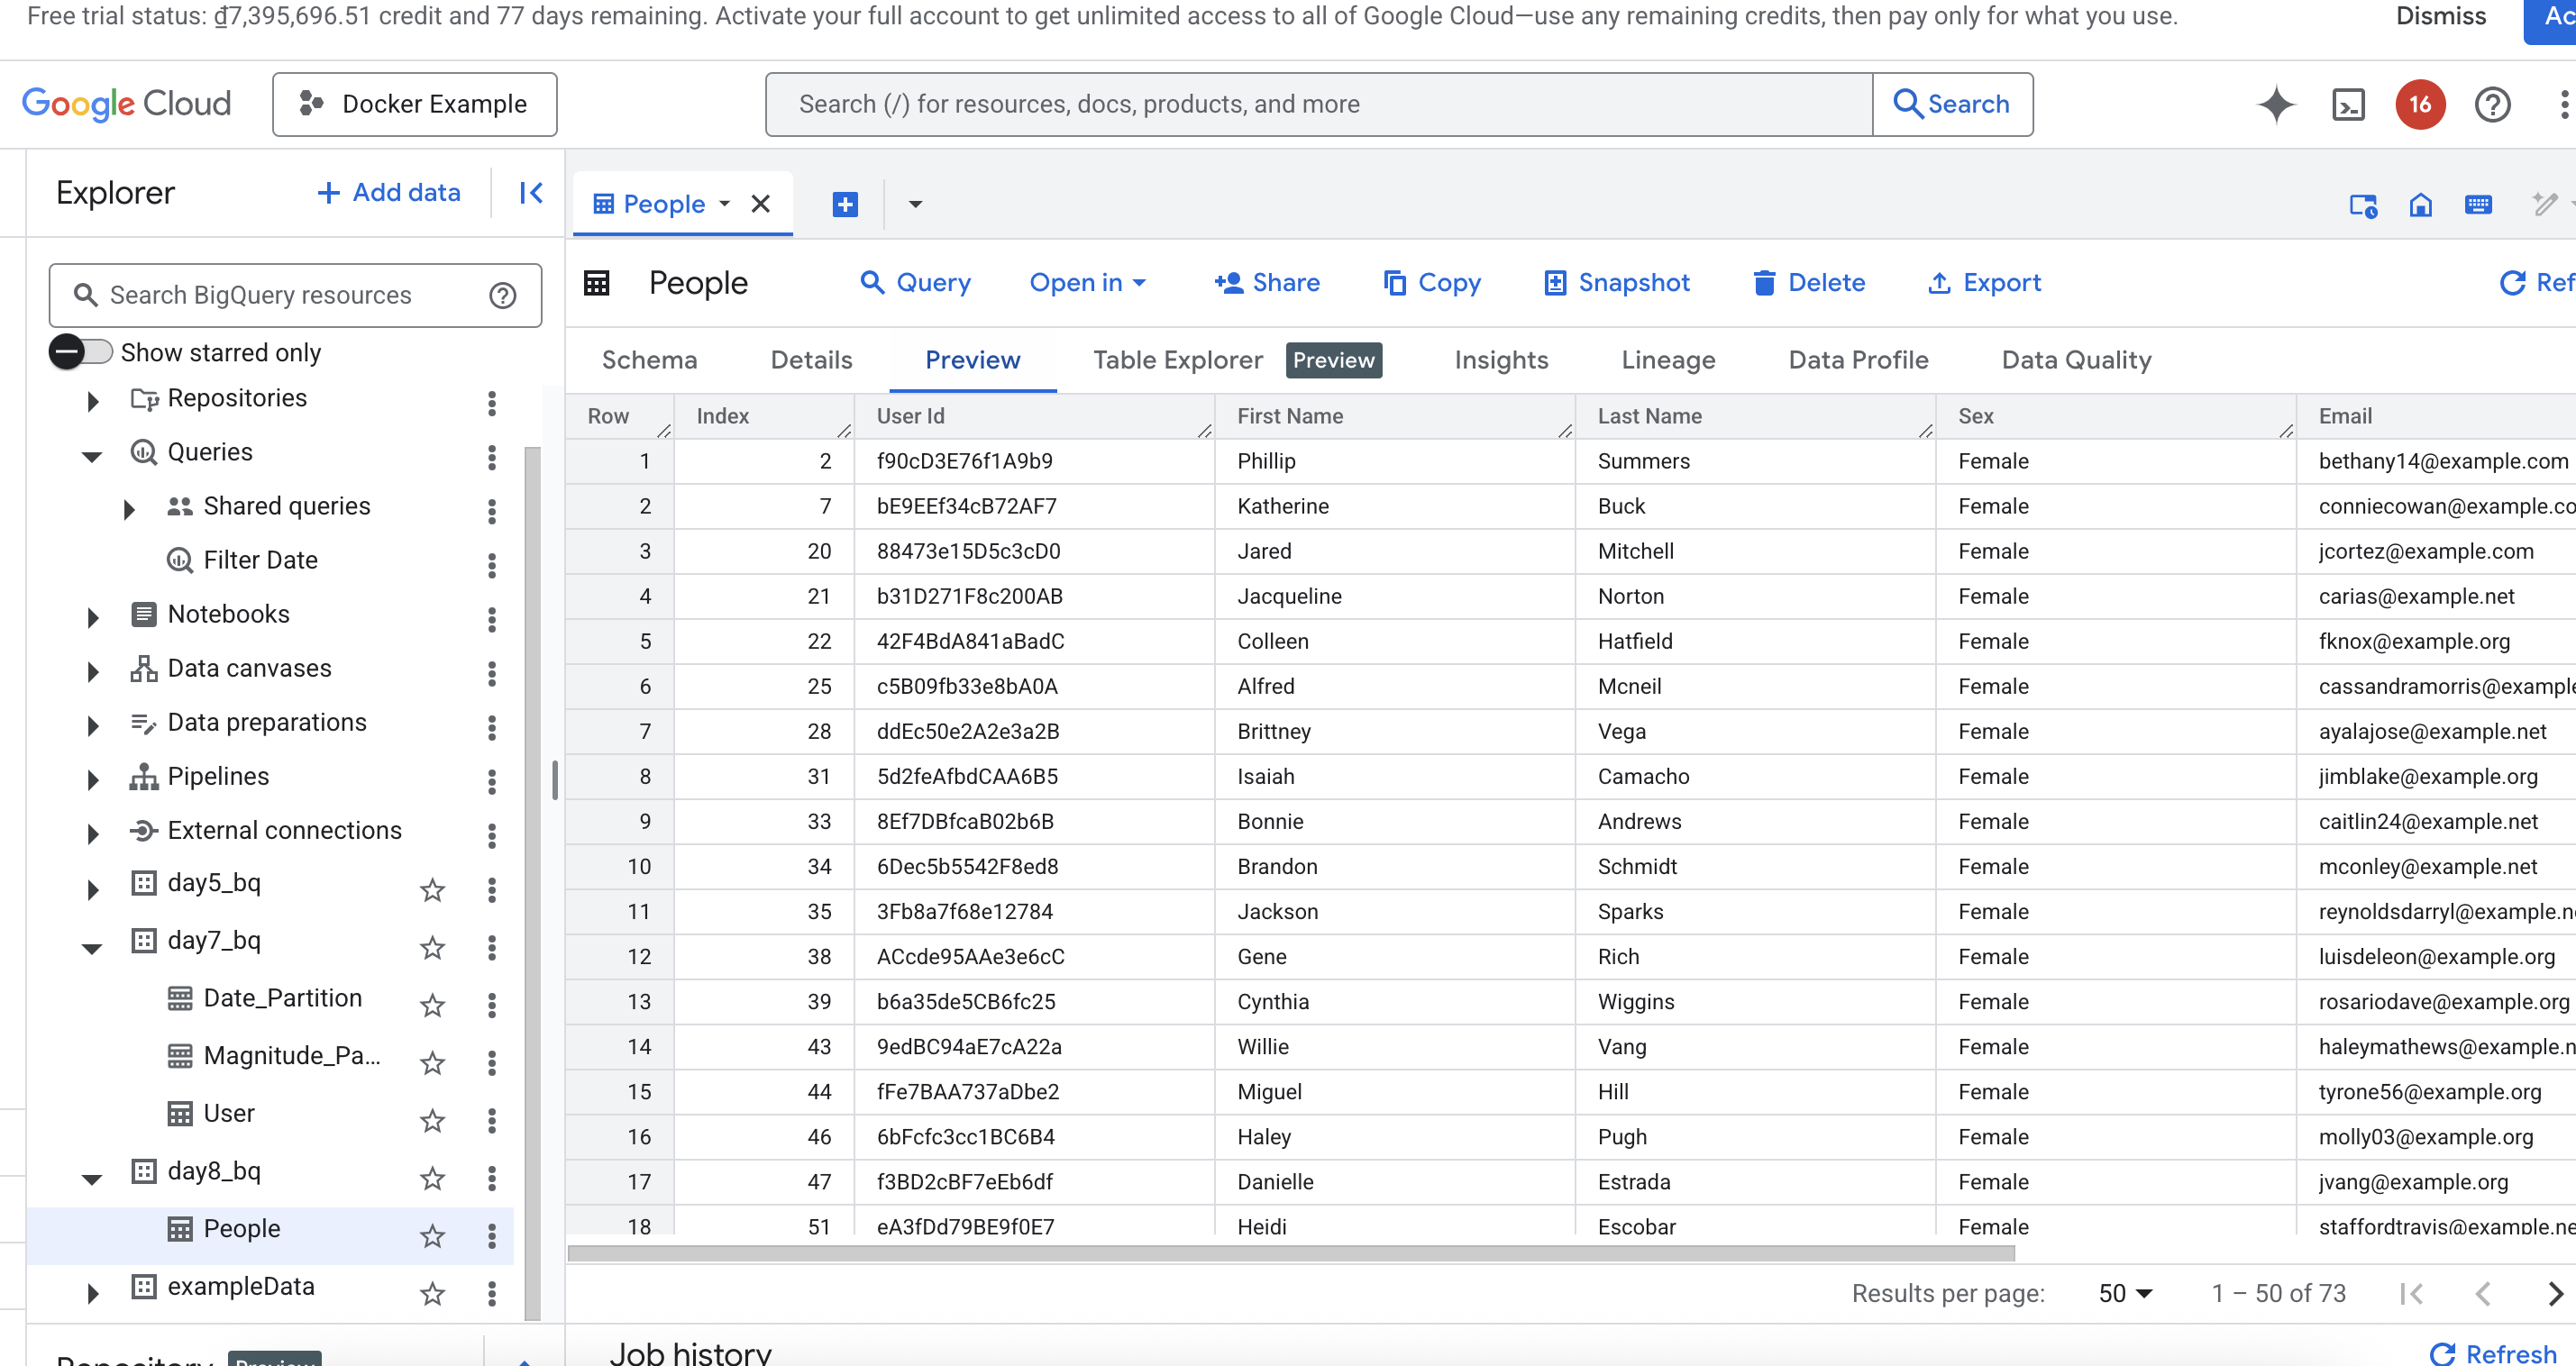 Free trial status: ₫7,395,696.51 credit and 77 days remaining. Activate your full account to get unlimited access to all of Google Cloud—use any remaining credits, then pay only for what you use. Dismiss
Google Cloud Docker Example Search (/) for resources, docs, products, and more Search 16
Explorer + Add data People
Search BigQuery resources
People Query Open in Share Copy Snapshot Delete Export
Show starred only
Schema Details Preview Table Explorer Preview Insights Lineage Data Profile Data Quality
Repositories
Queries
Shared queries
Filter Date
Notebooks
Data canvases
Data preparations
Pipelines
External connections
day5_bq
day7_bq
Date_Partition
Magnitude_Pa...
User
day8_bq
People
exampleData
Row Index User Id First Name Last Name Sex Email
1 2 f90cD3E76f1A9b9 Phillip Summers Female bethany14@example.com
2 7 bE9EEf34cB72AF7 Katherine Buck Female conniecowan@example.co
3 20 88473e15D5c3cD0 Jared Mitchell Female jcortez@example.com
4 21 b31D271F8c200AB Jacqueline Norton Female carias@example.net
5 22 42F4BdA841aBadC Colleen Hatfield Female fknox@example.org
6 25 c5B09fb33e8bA0A Alfred Mcneil Female cassandramorris@example
7 28 ddEc50e2A2e3a2B Brittney Vega Female ayalajose@example.net
8 31 5d2feAfbdCAA6B5 Isaiah Camacho Female jimblake@example.org
9 33 8Ef7DBfcaB02b6B Bonnie Andrews Female caitlin24@example.net
10 34 6Dec5b5542F8ed8 Brandon Schmidt Female mconley@example.net
11 35 3Fb8a7f68e12784 Jackson Sparks Female reynoldsdarryl@example.n
12 38 ACcde95AAe3e6cC Gene Rich Female luisdeleon@example.org
13 39 b6a35de5CB6fc25 Cynthia Wiggins Female rosariodave@example.org
14 43 9edBC94aE7cA22a Willie Vang Female haleymathews@example.n
15 44 fFe7BAA737aDbe2 Miguel Hill Female tyrone56@example.org
16 46 6bFcfc3cc1BC6B4 Haley Pugh Female molly03@example.org
17 47 f3BD2cBF7eEb6df Danielle Estrada Female jvang@example.org
18 51 eA3fDd79BE9f0E7 Heidi Escobar Female staffordtravis@example.ne
Results per page: 50 1 – 50 of 73
Repository Preview
Job history Refresh